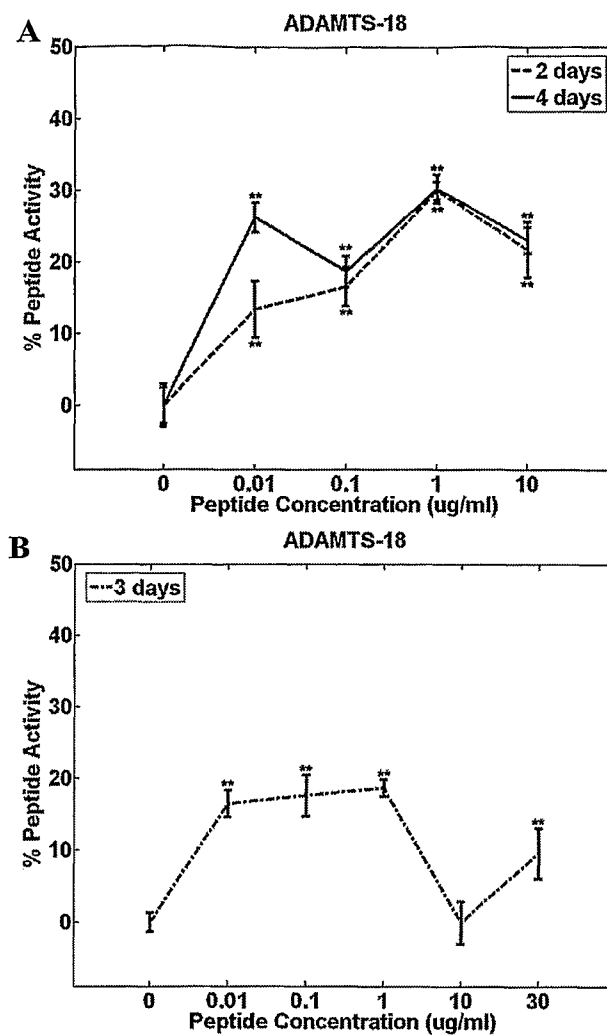 A
ADAMTS-18
50
40
30
20
10
0
% Peptide Activity
2 days
4 days
**
**
**
**
**
**
**
**
0 0.01 0.1 1 10
Peptide Concentration (ug/ml)
B
ADAMTS-18
50
40
30
20
10
0
% Peptide Activity
3 days
**
**
**
**
0 0.01 0.1 1 10 30
Peptide Concentration (ug/ml)